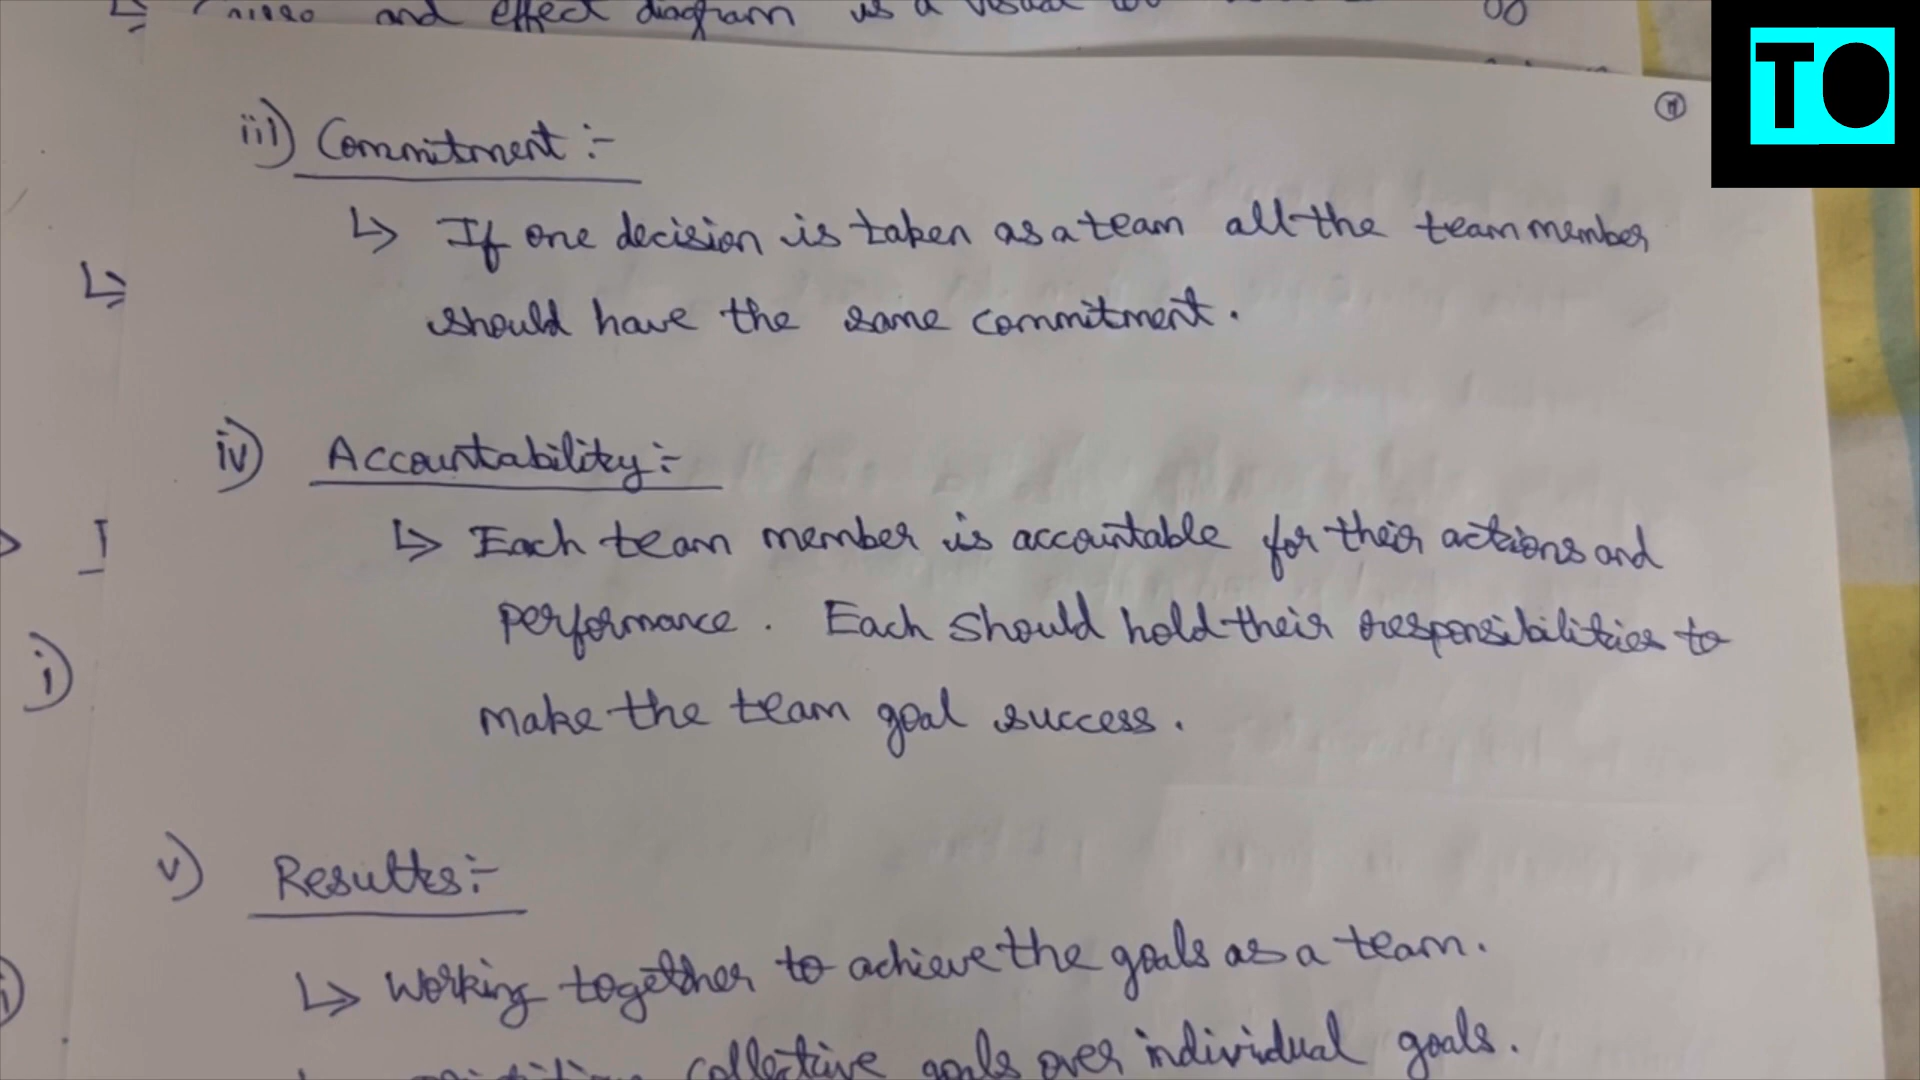 and effect diagram is a visual
TO
iii) Commitment :-
↳ If one decision is taken as a team all the team member
should have the same commitment.
iv) Accountability :-
↳ Each team member is accountable for their actions and
performance. Each should hold their responsibilities to
make the team goal success.
v) Results :-
↳ Working together to achieve the goals as a team.
collective goals over individual goals.
i)